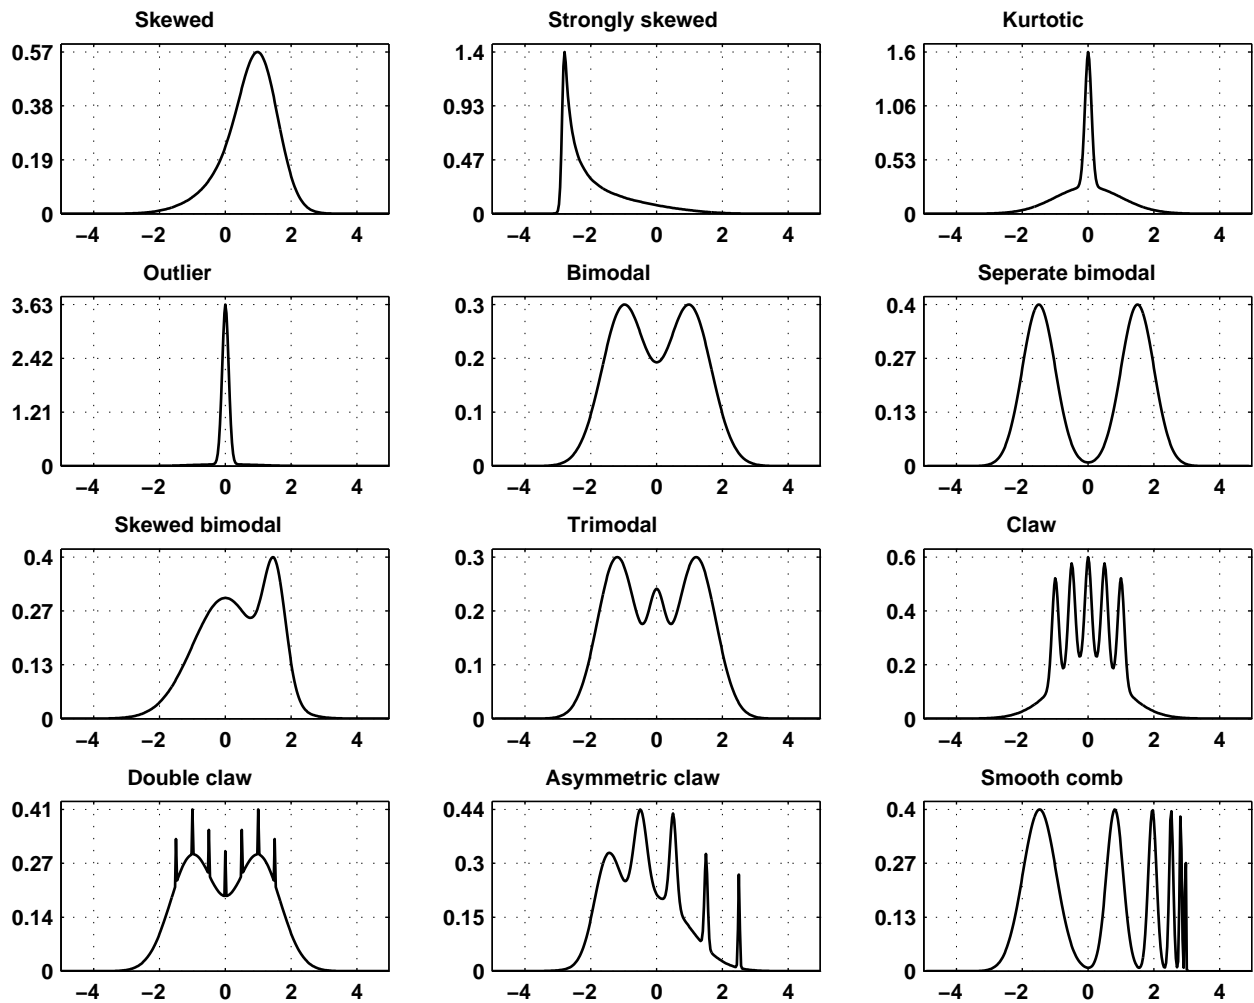 Skewed Strongly skewed Kurtotic
0.57 1.4 1.6
0.38 0.93 1.06
0.19 0.47 0.53
0 0 0
−4 −2 0 2 4 −4 −2 0 2 4 −4 −2 0 2 4
Outlier Bimodal Seperate bimodal
3.63 0.3 0.4
2.42 0.2 0.27
1.21 0.1 0.13
0 0 0
−4 −2 0 2 4 −4 −2 0 2 4 −4 −2 0 2 4
Skewed bimodal Trimodal Claw
0.4 0.3 0.6
0.27 0.2 0.4
0.13 0.1 0.2
0 0 0
−4 −2 0 2 4 −4 −2 0 2 4 −4 −2 0 2 4
Double claw Asymmetric claw Smooth comb
0.41 0.44 0.4
0.27 0.3 0.27
0.14 0.15 0.13
0 0 0
−4 −2 0 2 4 −4 −2 0 2 4 −4 −2 0 2 4